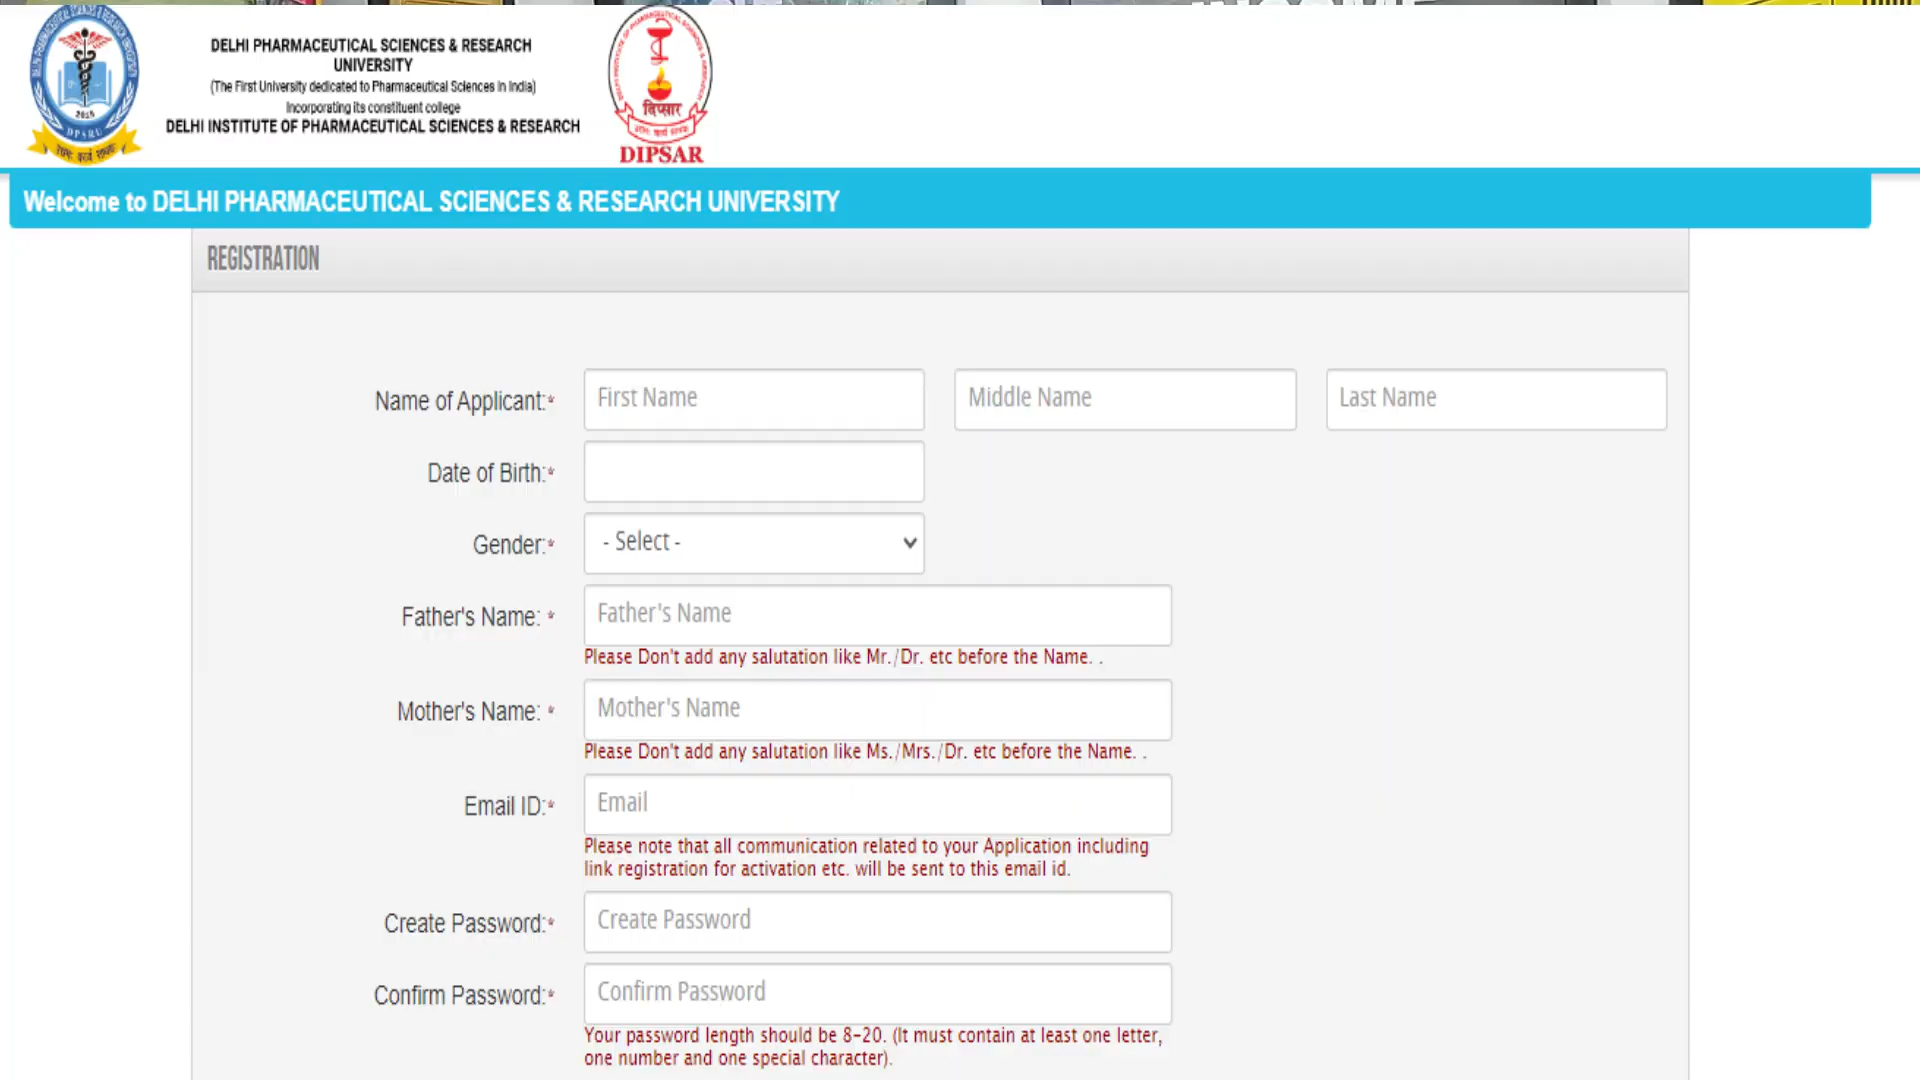 DELHI PHARMACEUTICAL SCIENCES & RESEARCH
UNIVERSITY
(The First University dedicated to Pharmaceutical Sciences in India)
Incorporating its constituent college
DELHI INSTITUTE OF PHARMACEUTICAL SCIENCES & RESEARCH
2015
DPSRU
दिप्सार
DIPSAR
Welcome to DELHI PHARMACEUTICAL SCIENCES & RESEARCH UNIVERSITY
REGISTRATION
Name of Applicant:* First Name Middle Name Last Name
Date of Birth:*
Gender:* - Select -
Father's Name: * Father's Name
Please Don't add any salutation like Mr./Dr. etc before the Name. .
Mother's Name: * Mother's Name
Please Don't add any salutation like Ms./Mrs./Dr. etc before the Name. .
Email ID:* Email
Please note that all communication related to your Application including
link registration for activation etc. will be sent to this email id.
Create Password:* Create Password
Confirm Password:* Confirm Password
Your password length should be 8-20. (It must contain at least one letter,
one number and one special character).